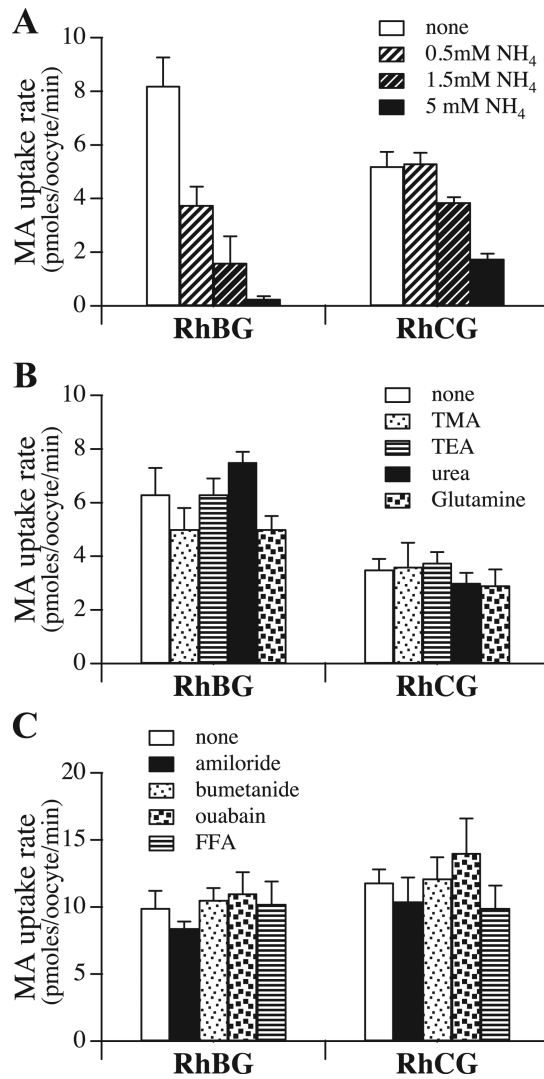 A
none
0.5mM NH4
1.5mM NH4
5 mM NH4
MA uptake rate
(pmoles/oocyte/min)
10
8
6
4
2
0
RhBG RhCG
B
none
TMA
TEA
urea
Glutamine
MA uptake rate
(pmoles/oocyte/min)
10
8
6
4
2
0
RhBG RhCG
C
none
amiloride
bumetanide
ouabain
FFA
MA uptake rate
(pmoles/oocyte/min)
20
15
10
5
0
RhBG RhCG